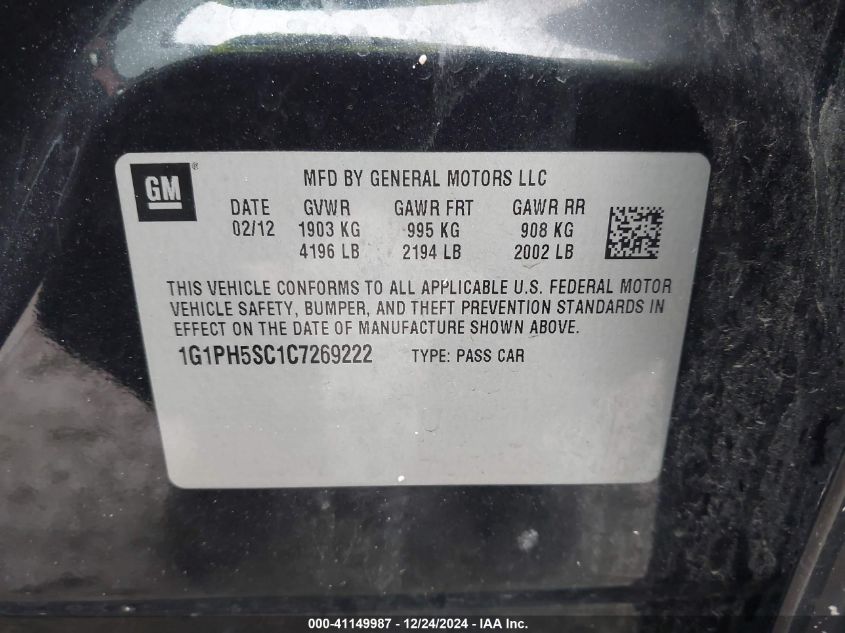 GM ®
MFD BY GENERAL MOTORS LLC
DATE GVWR GAWR FRT GAWR RR
02/12 1903 KG 995 KG 908 KG
4196 LB 2194 LB 2002 LB
THIS VEHICLE CONFORMS TO ALL APPLICABLE U.S. FEDERAL MOTOR
VEHICLE SAFETY, BUMPER, AND THEFT PREVENTION STANDARDS IN
EFFECT ON THE DATE OF MANUFACTURE SHOWN ABOVE.
1G1PH5SC1C7269222 TYPE: PASS CAR
000-41149987 - 12/24/2024 - IAA Inc.